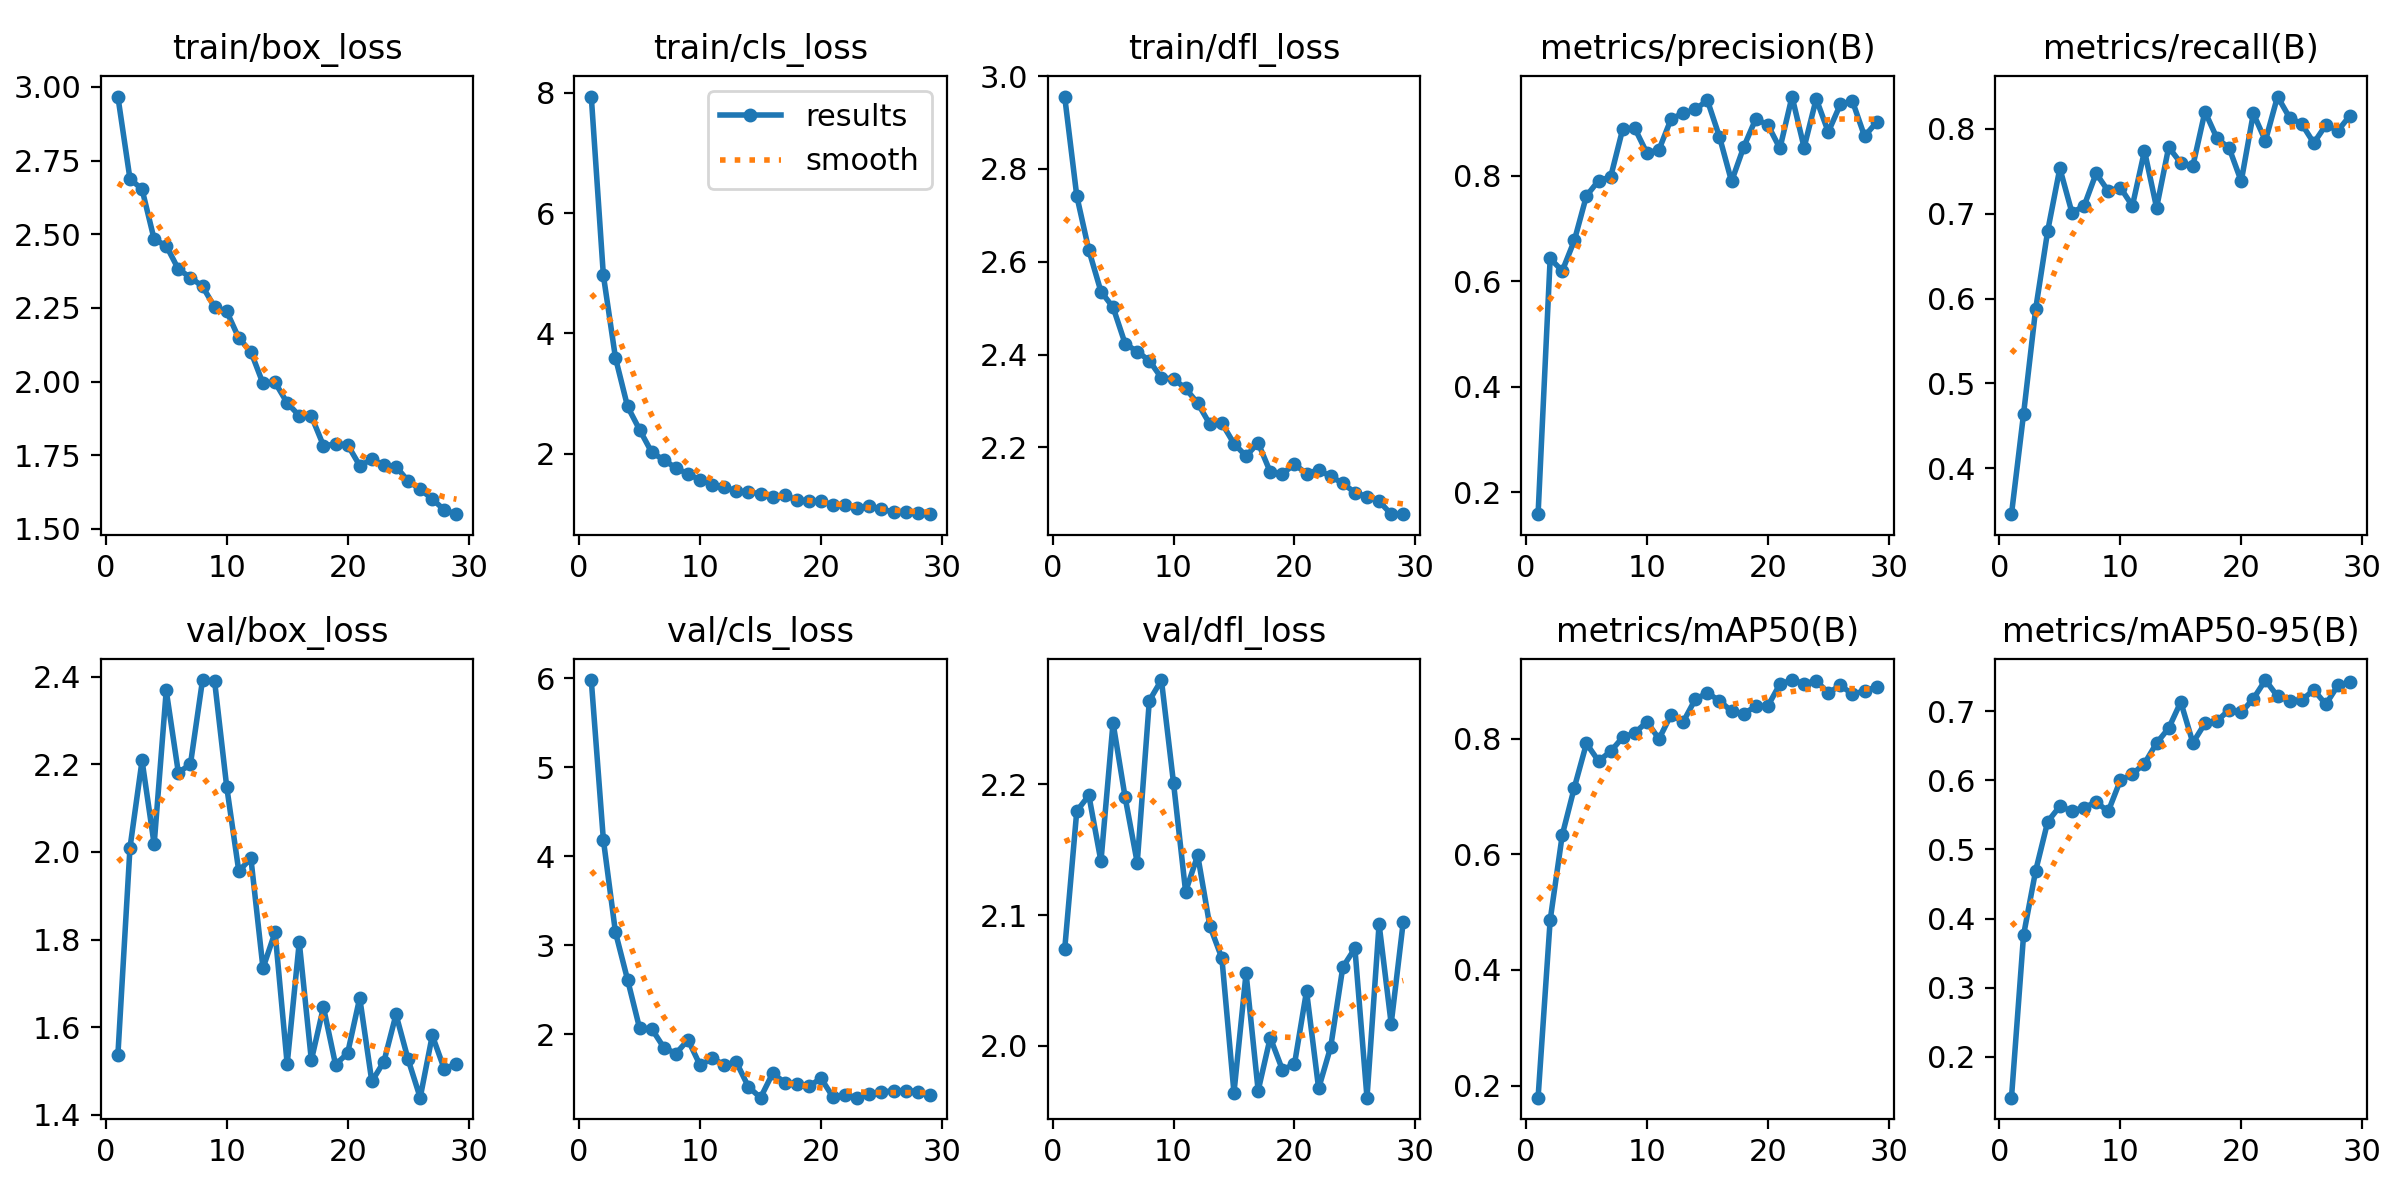 train/box_loss
3.00
2.75
2.50
2.25
2.00
1.75
1.50
0 10 20 30
train/cls_loss
results
smooth
8
6
4
2
0 10 20 30
train/dfl_loss
3.0
2.8
2.6
2.4
2.2
0 10 20 30
metrics/precision(B)
0.8
0.6
0.4
0.2
0 10 20 30
metrics/recall(B)
0.8
0.7
0.6
0.5
0.4
0 10 20 30
val/box_loss
2.4
2.2
2.0
1.8
1.6
1.4
0 10 20 30
val/cls_loss
6
5
4
3
2
0 10 20 30
val/dfl_loss
2.2
2.1
2.0
0 10 20 30
metrics/mAP50(B)
0.8
0.6
0.4
0.2
0 10 20 30
metrics/mAP50-95(B)
0.7
0.6
0.5
0.4
0.3
0.2
0 10 20 30